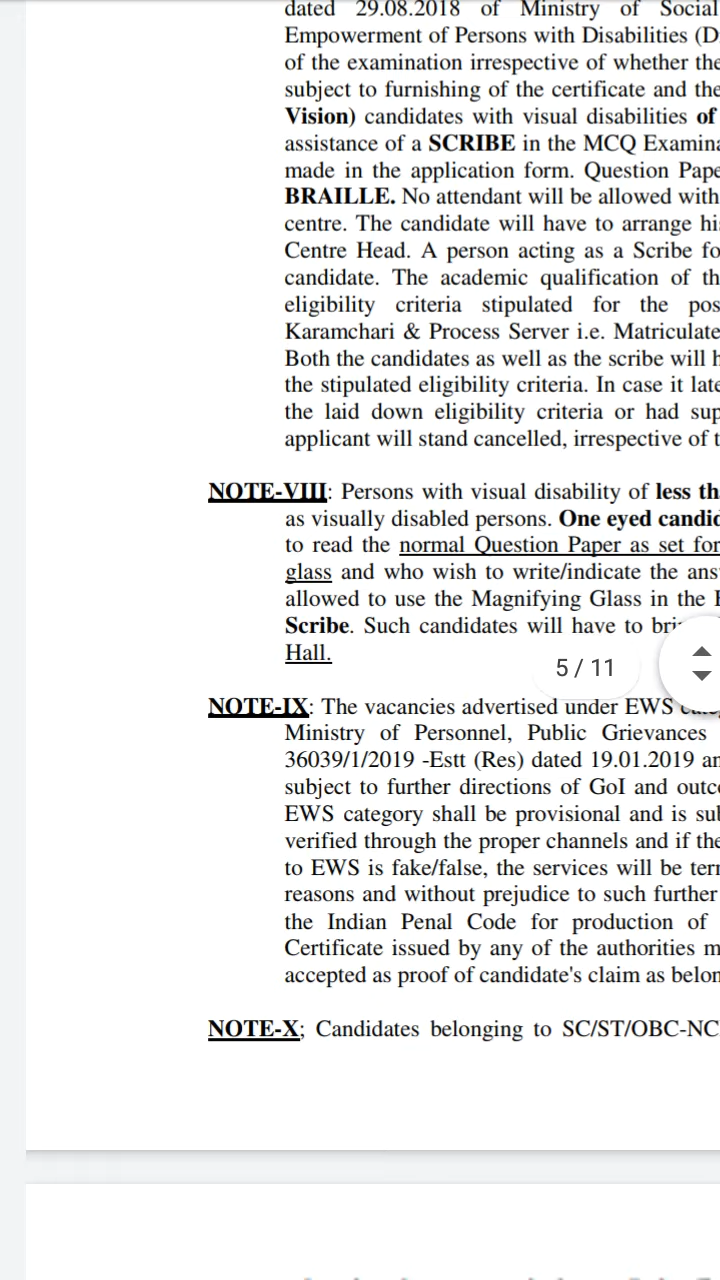 dated 29.08.2018 of Ministry of Social
Empowerment of Persons with Disabilities (D
of the examination irrespective of whether the
subject to furnishing of the certificate and the
Vision) candidates with visual disabilities of
assistance of a SCRIBE in the MCQ Examina
made in the application form. Question Pape
BRAILLE. No attendant will be allowed with
centre. The candidate will have to arrange hi
Centre Head. A person acting as a Scribe fo
candidate. The academic qualification of th
eligibility criteria stipulated for the pos
Karamchari & Process Server i.e. Matriculate
Both the candidates as well as the scribe will h
the stipulated eligibility criteria. In case it late
the laid down eligibility criteria or had sup
applicant will stand cancelled, irrespective of t
NOTE-VIII: Persons with visual disability of less th
as visually disabled persons. One eyed candid
to read the normal Question Paper as set for
glass and who wish to write/indicate the ans
allowed to use the Magnifying Glass in the E
Scribe. Such candidates will have to bri
Hall.
5 / 11
NOTE-IX: The vacancies advertised under EWS
Ministry of Personnel, Public Grievances
36039/1/2019 -Estt (Res) dated 19.01.2019 an
subject to further directions of GoI and outco
EWS category shall be provisional and is sub
verified through the proper channels and if the
to EWS is fake/false, the services will be terr
reasons and without prejudice to such further
the Indian Penal Code for production of
Certificate issued by any of the authorities m
accepted as proof of candidate's claim as belon
NOTE-X; Candidates belonging to SC/ST/OBC-NC